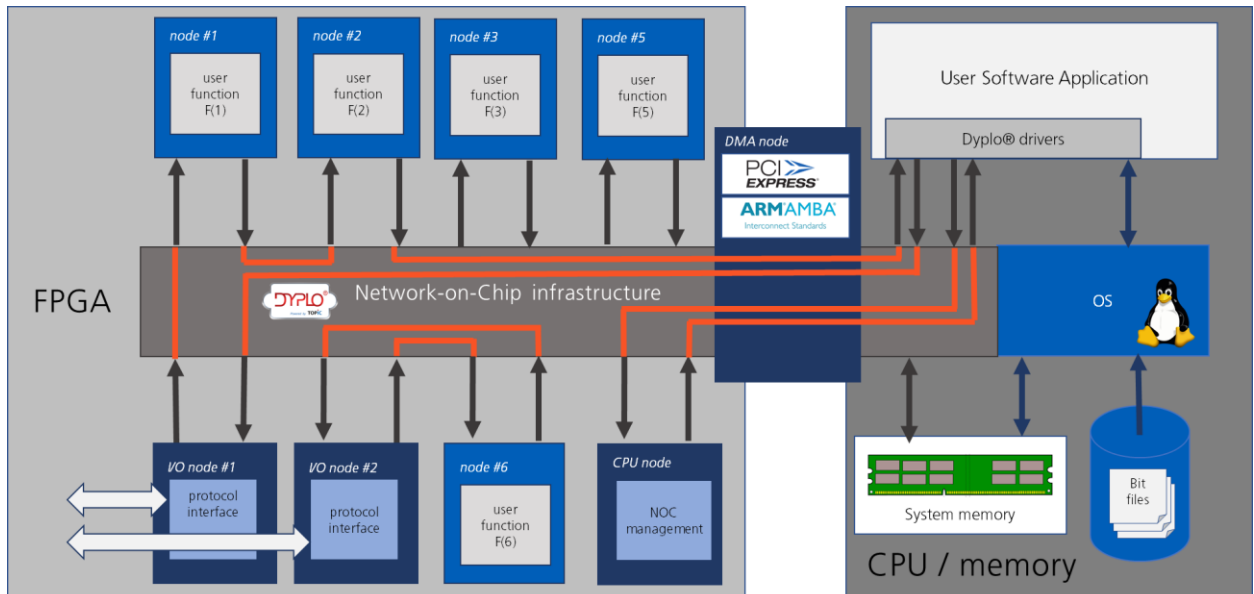 node #1
user
function
F(1)
node #2
user
function
F(2)
node #3
user
function
F(3)
node #5
user
function
F(5)
DMA node
PCI
EXPRESS®
ARM®AMBA®
Interconnect Standards
User Software Application
Dyplo® drivers
FPGA
DYPLO®
Powered by TOPIC
Network-on-Chip infrastructure
OS
I/O node #1
protocol
interface
I/O node #2
protocol
interface
node #6
user
function
F(6)
CPU node
NOC
management
System memory
Bit
files
CPU / memory